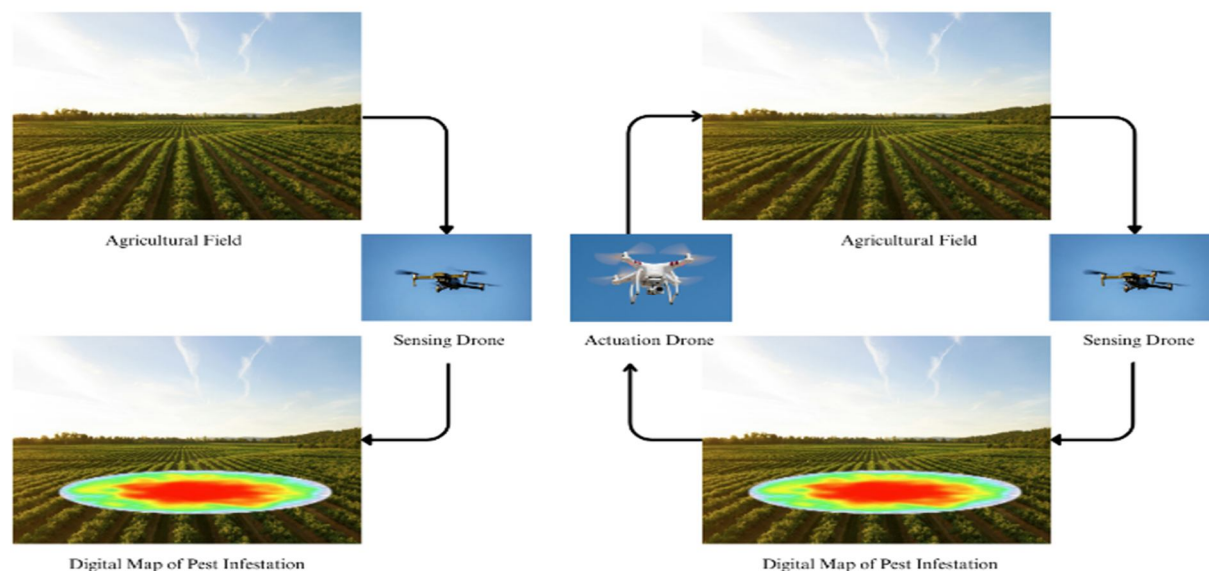 Agricultural Field
Agricultural Field
Sensing Drone
Actuation Drone
Sensing Drone
Digital Map of Pest Infestation
Digital Map of Pest Infestation